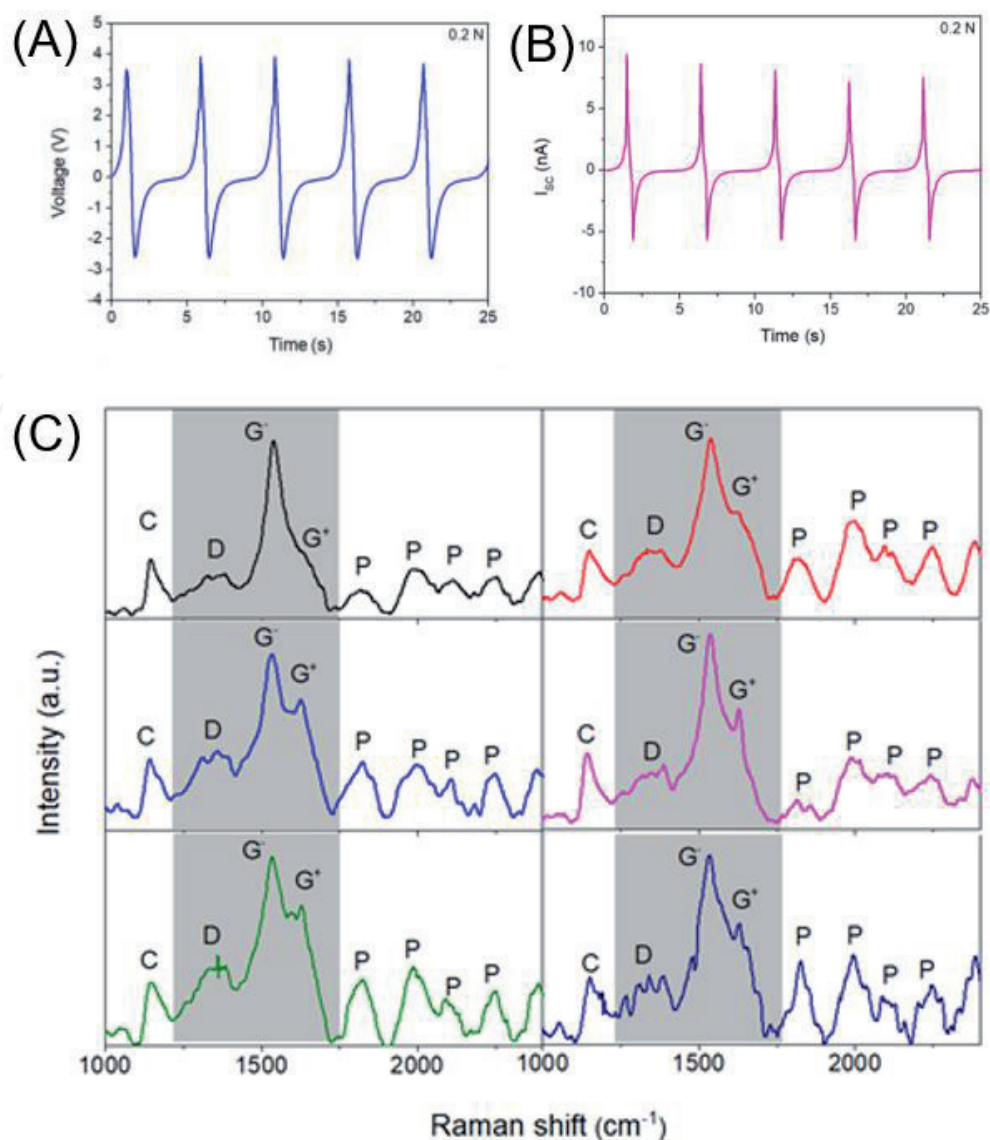 (A)
0.2 N
5
4
3
2
1
0
-1
-2
-3
-4
Voltage (V)
0 5 10 15 20 25
Time (s)
(B)
0.2 N
10
5
0
-5
-10
I_SC (nA)
0 5 10 15 20 25
Time (s)
(C)
C D G⁻ G⁺ P P P P
C D G⁻ G⁺ P P P P
C D G⁻ G⁺ P P P P
C D G⁻ G⁺ P P P P
C D G⁻ G⁺ P P P P
C D G⁻ G⁺ P P P P
Intensity (a.u.)
1000 1500 2000 1000 1500 2000
Raman shift (cm⁻¹)